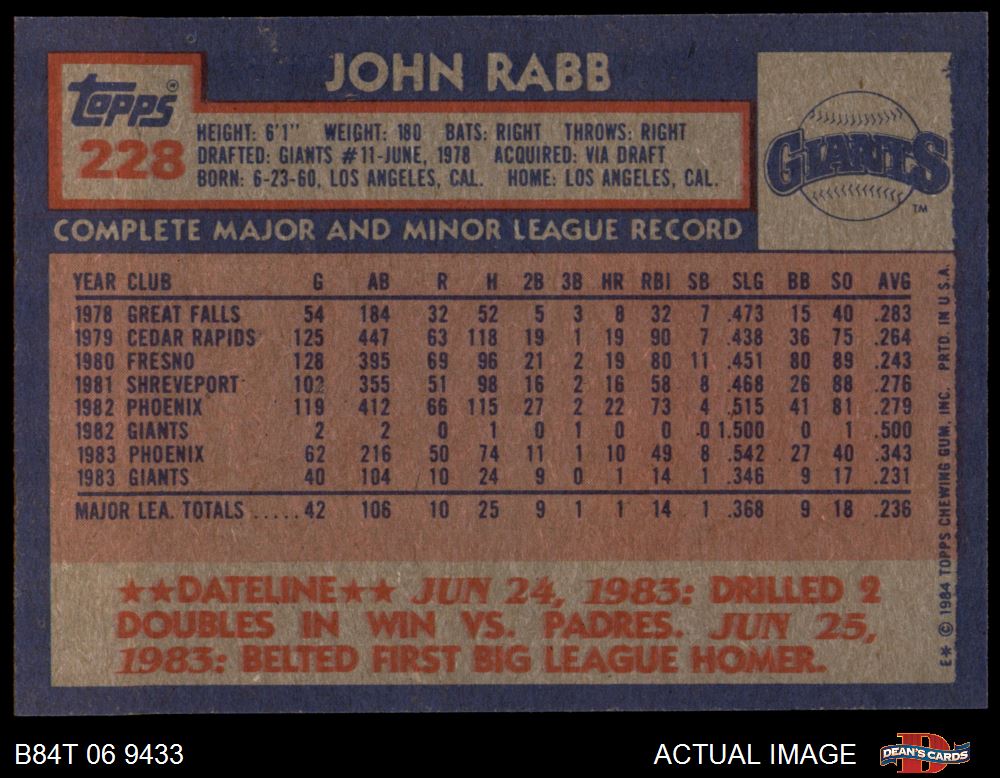 JOHN RABB
Topps®
228
HEIGHT: 6'1" WEIGHT: 180 BATS: RIGHT THROWS: RIGHT
DRAFTED: GIANTS #11-JUNE, 1978 ACQUIRED: VIA DRAFT
BORN: 6-23-60, LOS ANGELES, CAL. HOME: LOS ANGELES, CAL.
GIANTS
TM
COMPLETE MAJOR AND MINOR LEAGUE RECORD
YEAR CLUB G AB R H 2B 3B HR RBI SB SLG BB SO AVG
1978 GREAT FALLS 54 184 32 52 5 3 8 32 7 .473 15 40 .283
1979 CEDAR RAPIDS 125 447 63 118 19 1 19 90 7 .438 36 75 .264
1980 FRESNO 128 395 69 96 21 2 19 80 11 .451 80 89 .243
1981 SHREVEPORT 102 355 51 98 16 2 16 58 8 .468 26 88 .276
1982 PHOENIX 119 412 66 115 27 2 22 73 4 .515 41 81 .279
1982 GIANTS 2 2 0 1 0 1 0 0 0 1.500 0 1 .500
1983 PHOENIX 62 216 50 74 11 1 10 49 8 .542 27 40 .343
1983 GIANTS 40 104 10 24 9 0 1 14 1 .346 9 17 .231
MAJOR LEA. TOTALS .....42 106 10 25 9 1 1 14 1 .368 9 18 .236
★★DATELINE★★ JUN 24, 1983: DRILLED 2
DOUBLES IN WIN VS. PADRES. JUN 25,
1983: BELTED FIRST BIG LEAGUE HOMER.
E* © 1984 TOPPS CHEWING GUM, INC. PRTD. IN U.S.A.
B84T 06 9433
ACTUAL IMAGE
D
DEAN'S CARDS